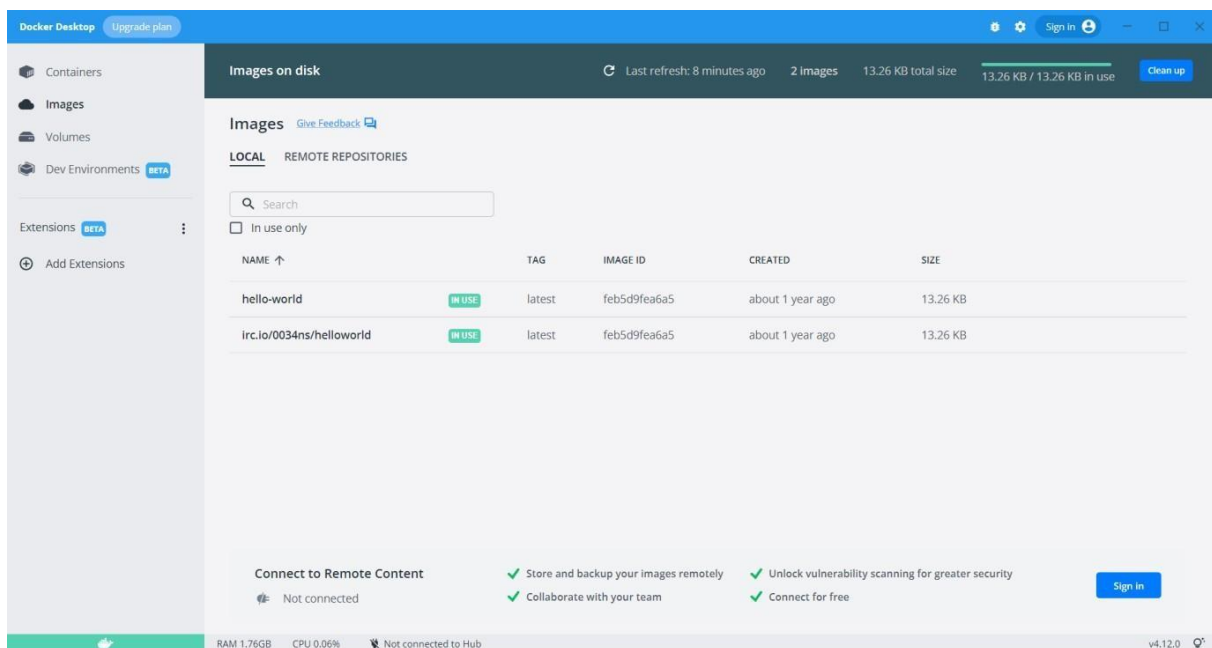 Docker Desktop Upgrade plan Sign in
Containers
Images
Volumes
Dev Environments BETA
Extensions BETA
Add Extensions
Images on disk Last refresh: 8 minutes ago 2 images 13.26 KB total size 13.26 KB / 13.26 KB in use Clean up
Images Give Feedback
LOCAL REMOTE REPOSITORIES
Search
In use only
NAME TAG IMAGE ID CREATED SIZE
hello-world IN USE latest feb5d9fea6a5 about 1 year ago 13.26 KB
irc.io/0034ns/helloworld IN USE latest feb5d9fea6a5 about 1 year ago 13.26 KB
Connect to Remote Content
Not connected
Store and backup your images remotely
Collaborate with your team
Unlock vulnerability scanning for greater security
Connect for free
Sign in
RAM 1.76GB CPU 0.06% Not connected to Hub v4.12.0